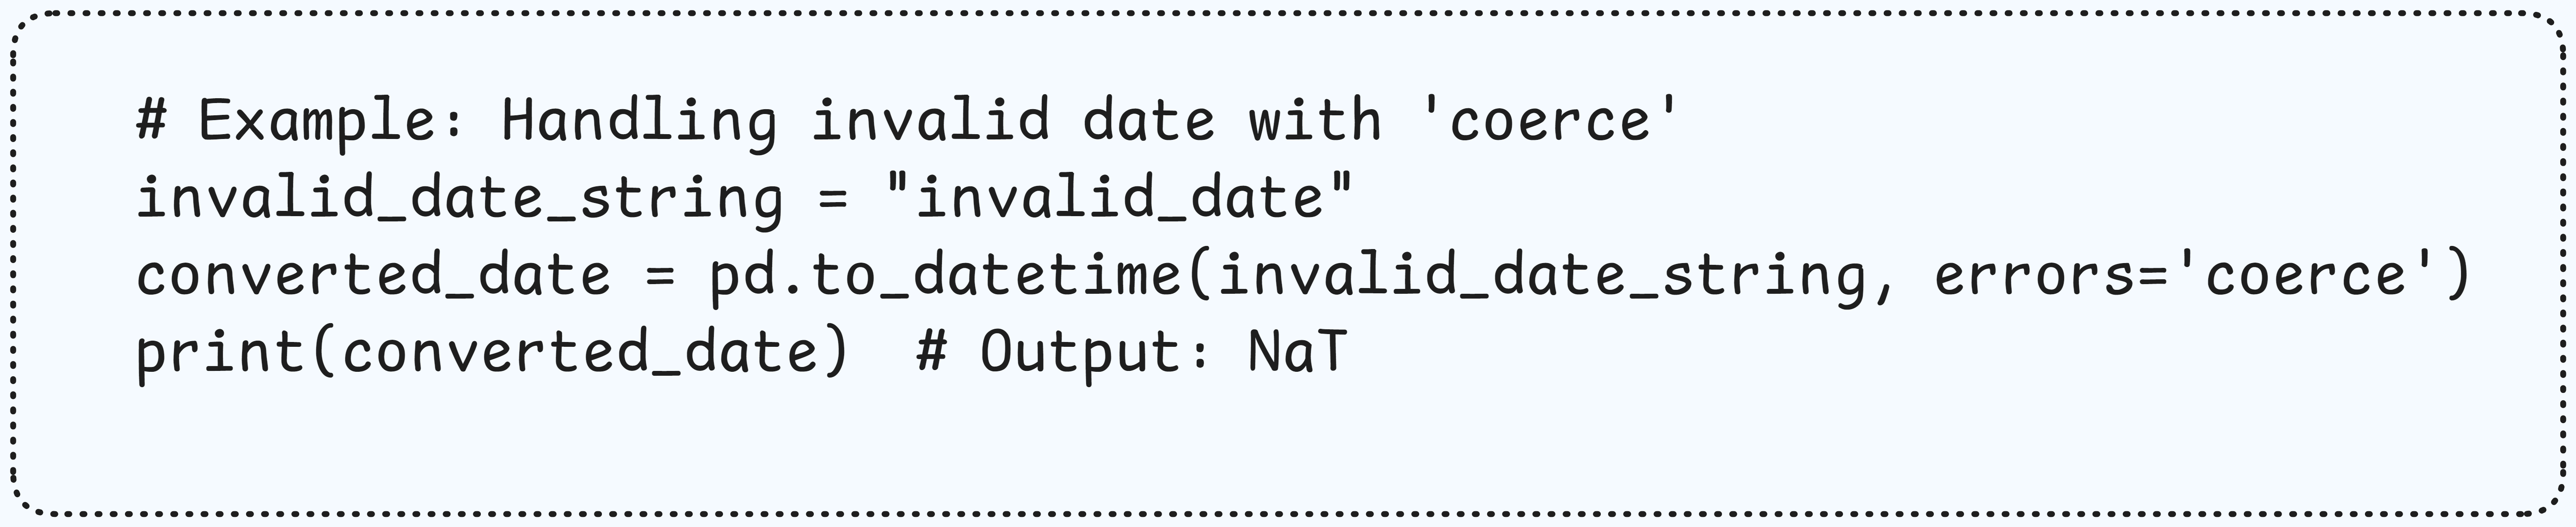 # Example: Handling invalid date with 'coerce'
invalid_date_string = "invalid_date"
converted_date = pd.to_datetime(invalid_date_string, errors='coerce')
print(converted_date)  # Output: NaT